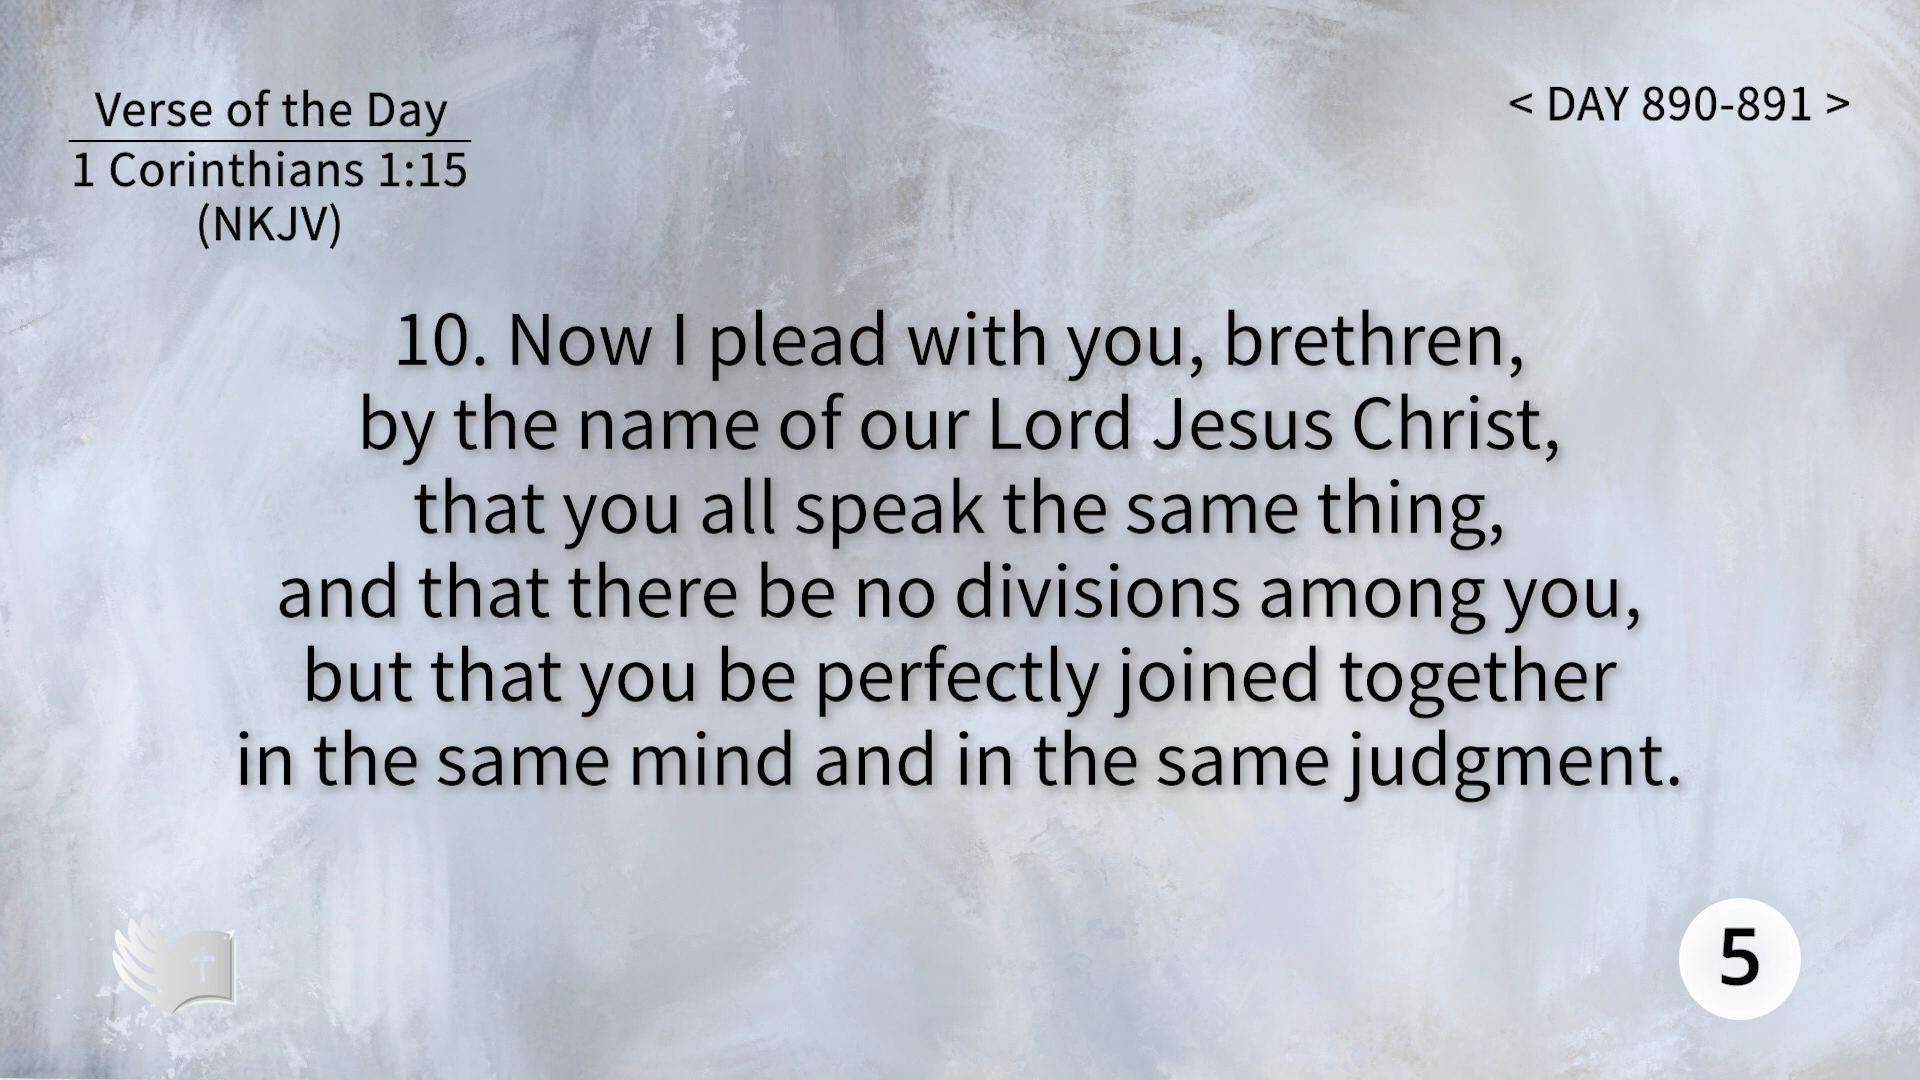 Verse of the Day
1 Corinthians 1:15
(NKJV)
< DAY 890-891 >
10. Now I plead with you, brethren,
by the name of our Lord Jesus Christ,
that you all speak the same thing,
and that there be no divisions among you,
but that you be perfectly joined together
in the same mind and in the same judgment.
5